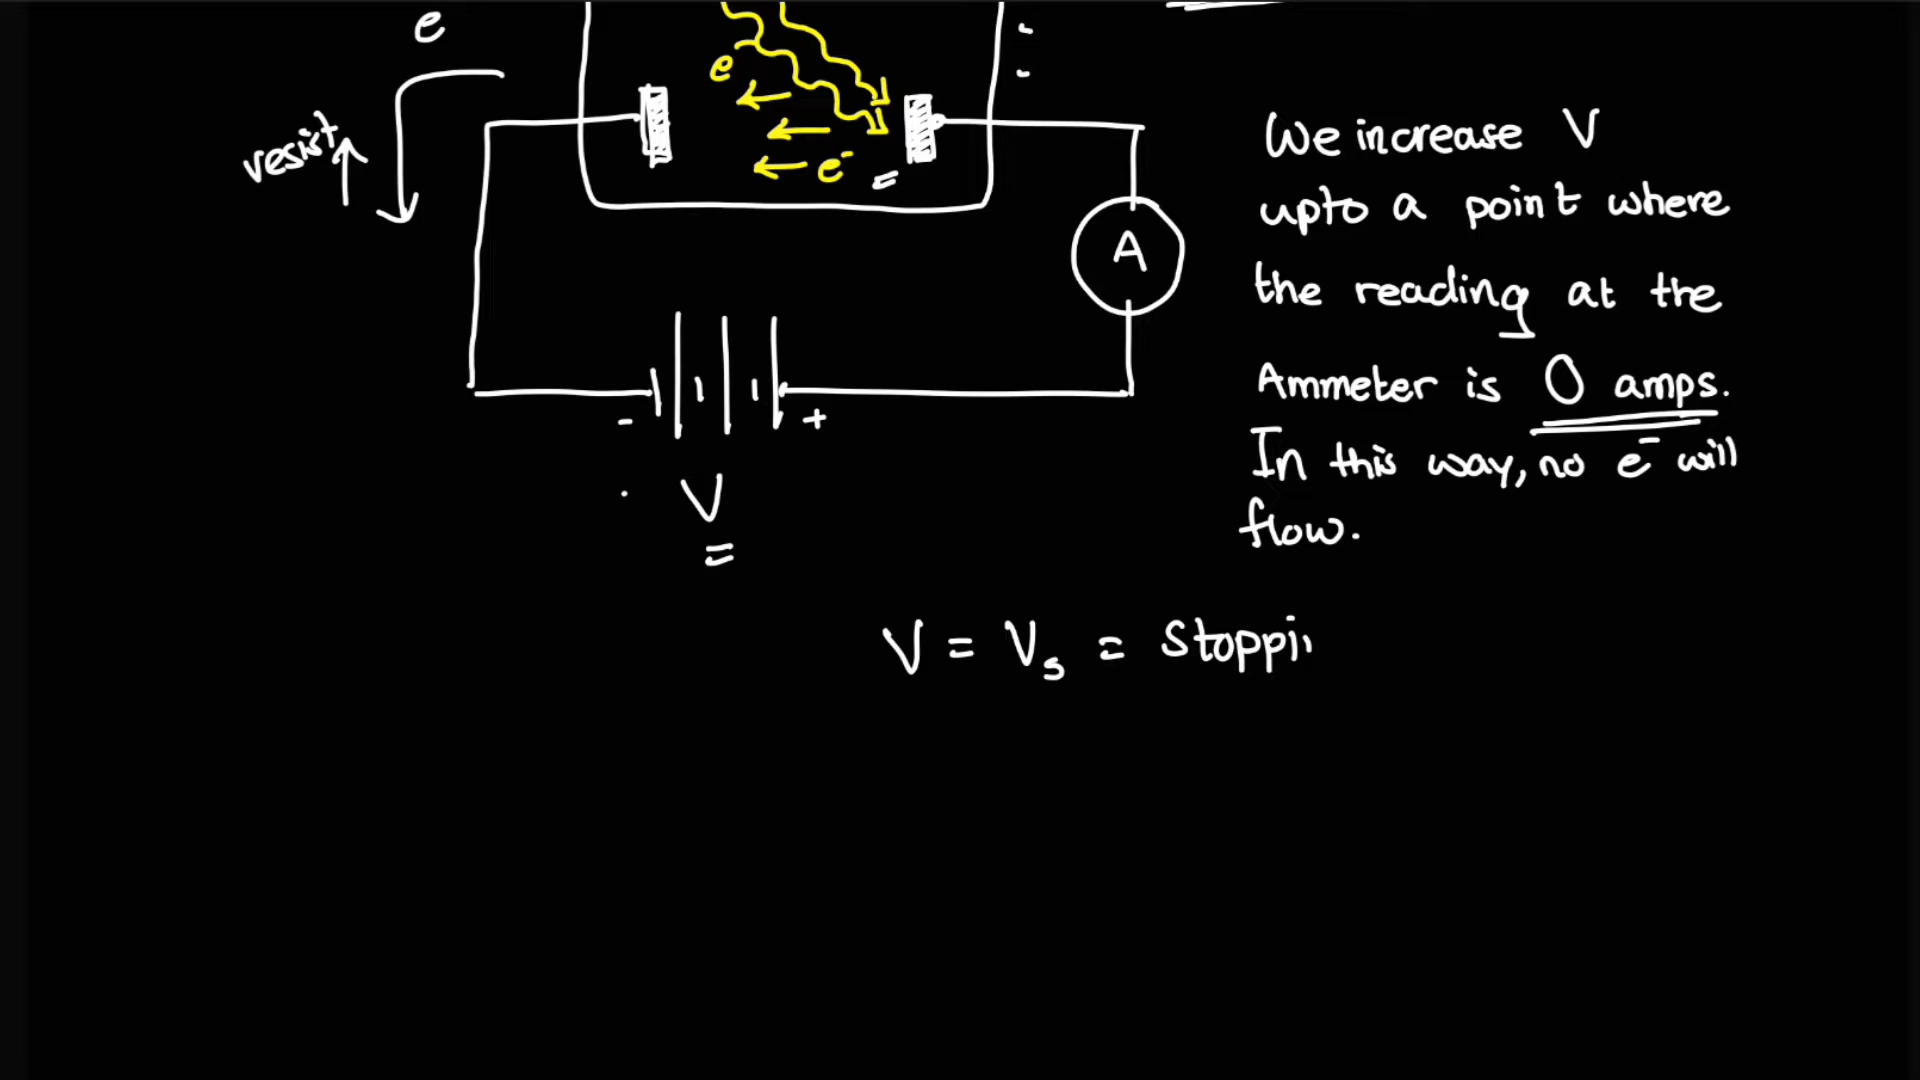 e
e
resist
e⁻
We increase V
upto a point where
the reading at the
A
Ammeter is 0 amps.
- +
In this way, no e⁻ will
flow.
V
=
V = Vs = Stoppin